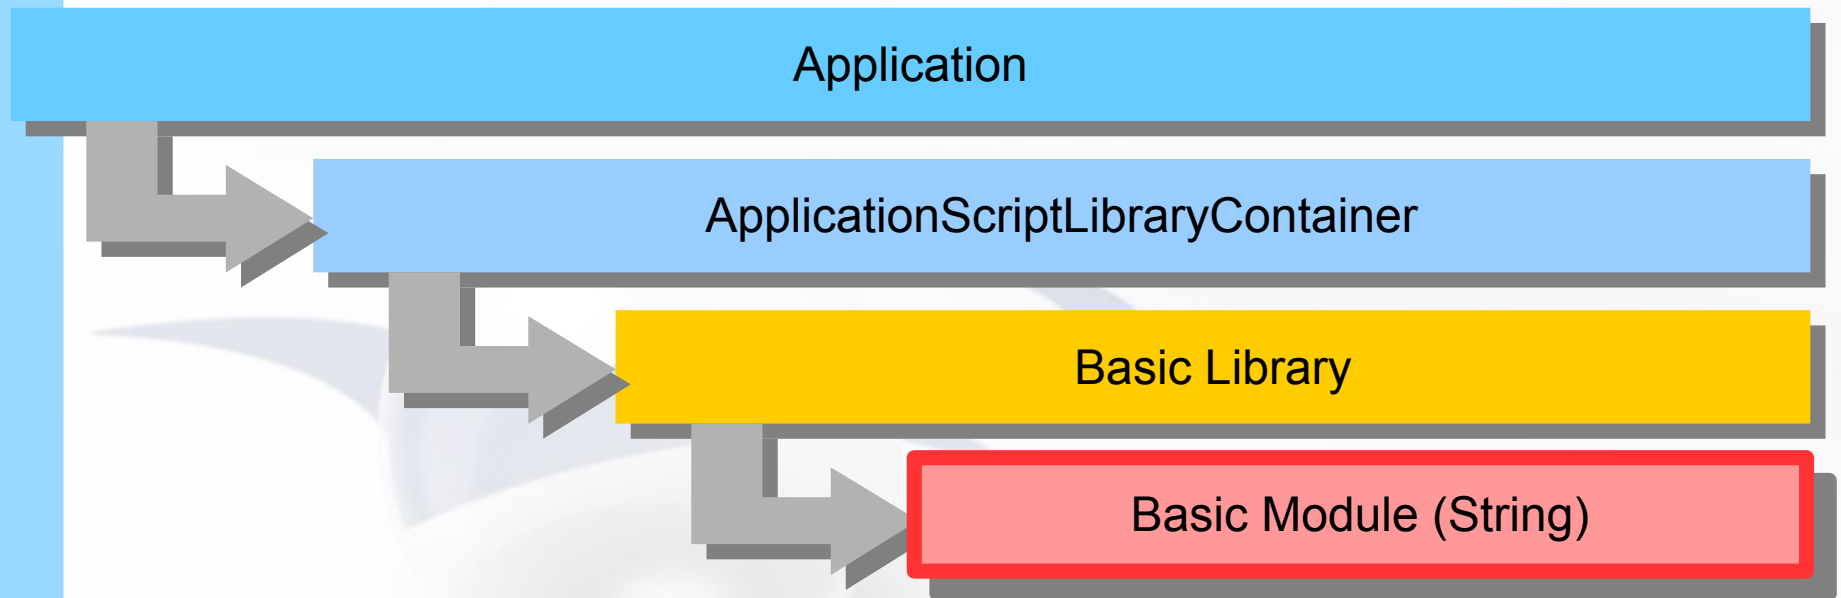 Application
ApplicationScriptLibraryContainer
Basic Library
Basic Module (String)